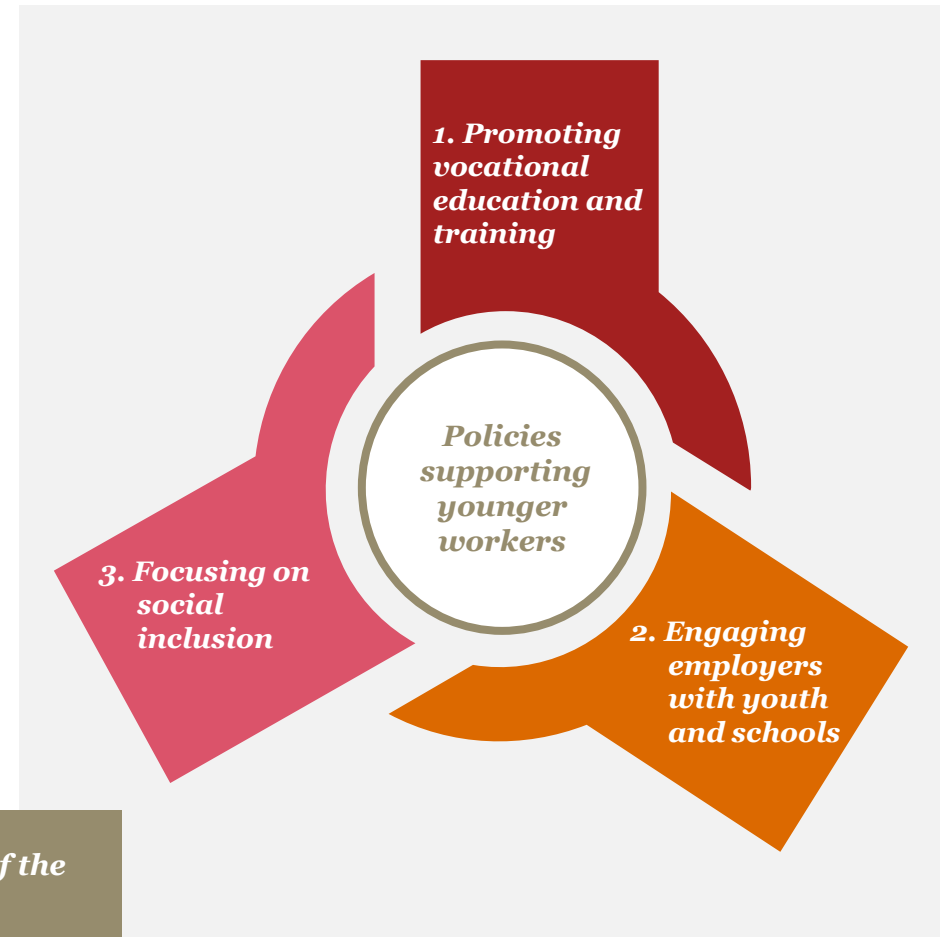 1. Promoting
vocational
education and
training
Policies
supporting
younger
workers
3. Focusing on
social
inclusion
2. Engaging
employers
with youth
and schools
f the